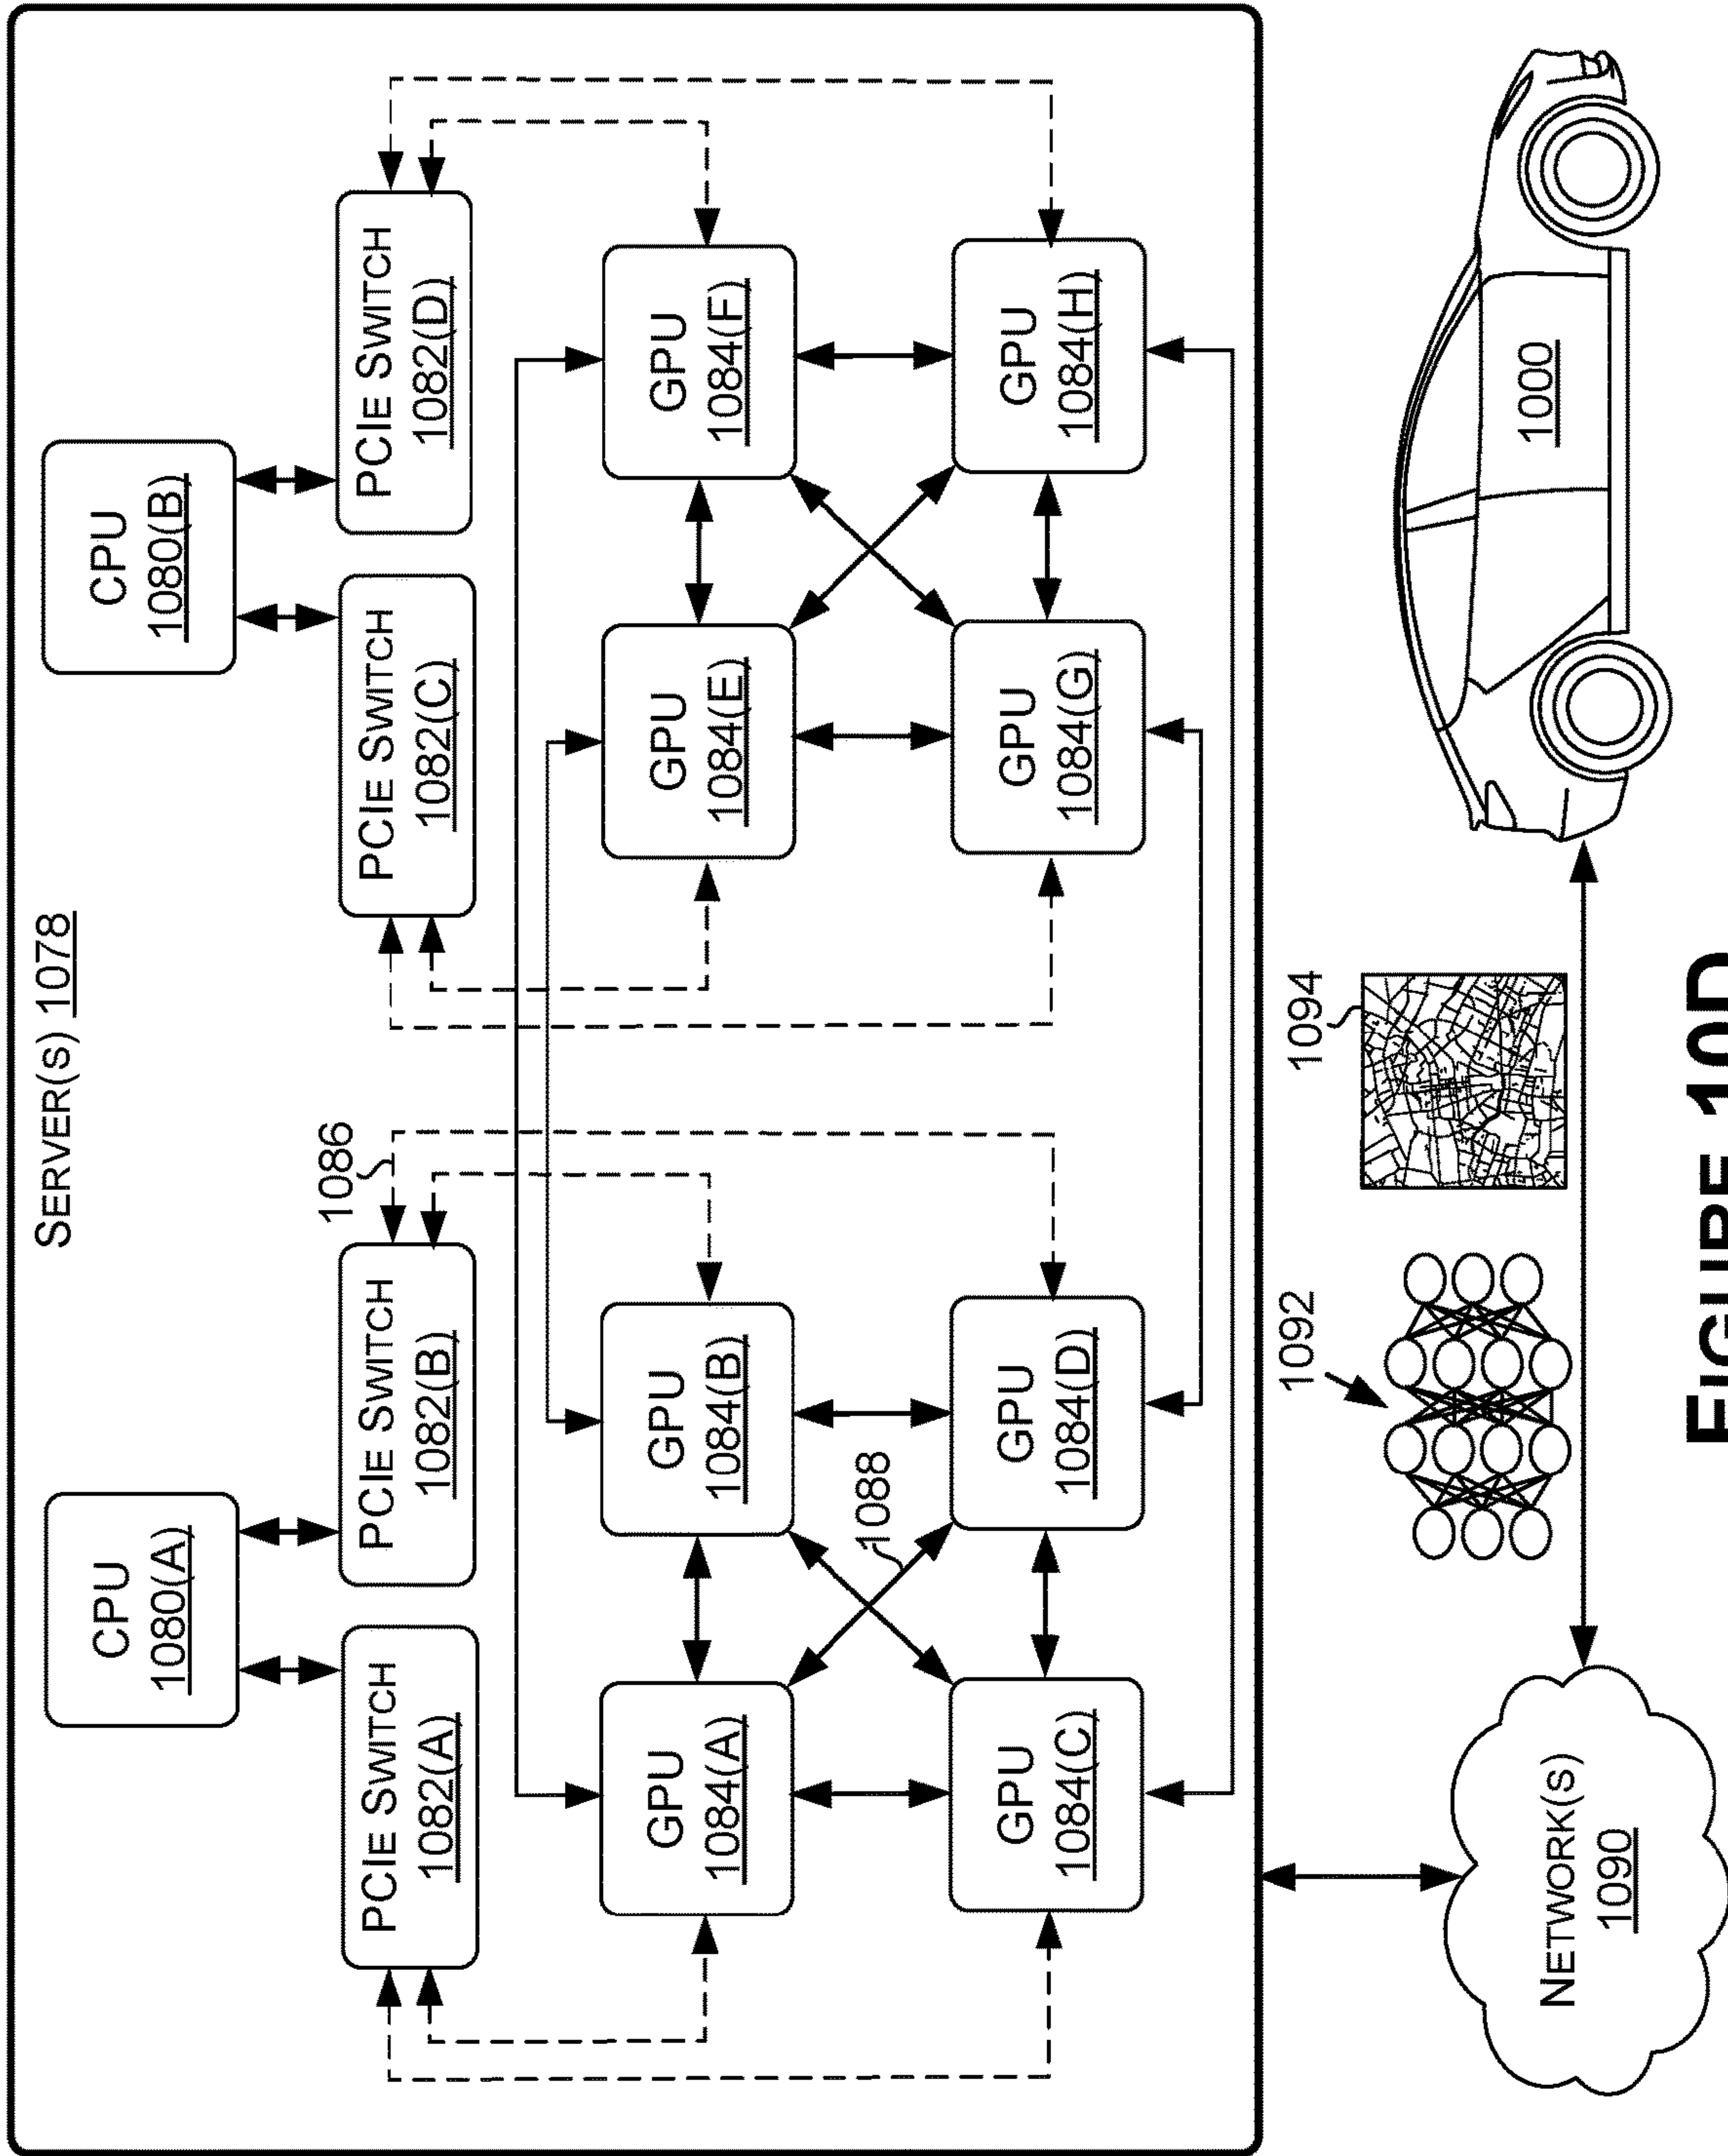 SERVER(S) 1078
CPU
1080(A)
CPU
1080(B)
PCIE SWITCH
1082(A)
PCIE SWITCH
1082(B)
1086
PCIE SWITCH
1082(C)
PCIE SWITCH
1082(D)
GPU
1084(A)
GPU
1084(B)
GPU
1084(E)
GPU
1084(F)
1088
GPU
1084(C)
GPU
1084(D)
GPU
1084(G)
GPU
1084(H)
NETWORK(S)
1090
1092
1094
1000
FIGURE 10D